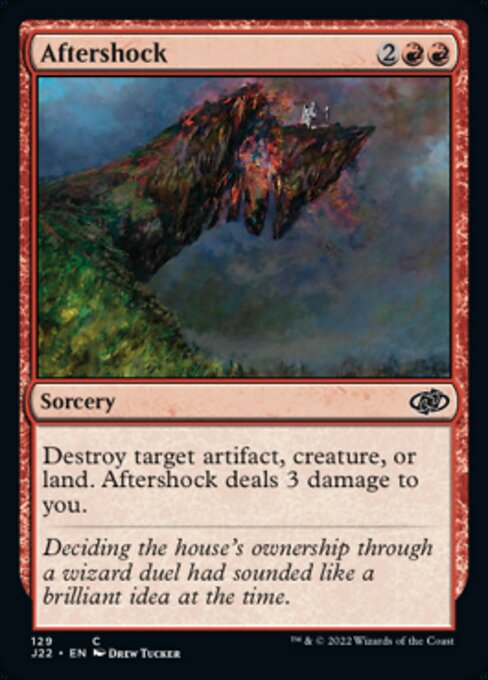 Aftershock 2
Sorcery
Destroy target artifact, creature, or
land. Aftershock deals 3 damage to
you.
Deciding the house's ownership through
a wizard duel had sounded like a
brilliant idea at the time.
129 C
J22 • EN Drew Tucker
™ & © 2022 Wizards of the Coast